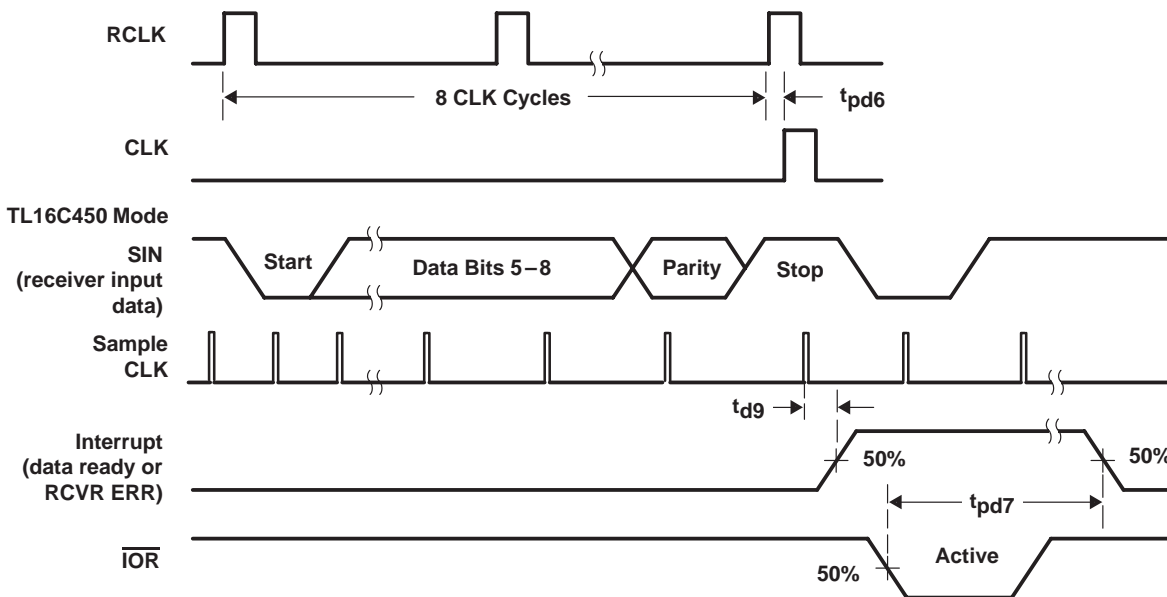 RCLK
8 CLK Cycles
tpd6
CLK
TL16C450 Mode
SIN
(receiver input
data)
Start
Data Bits 5–8
Parity
Stop
Sample
CLK
td9
Interrupt
(data ready or
RCVR ERR)
50%
50%
tpd7
IOR
50%
Active